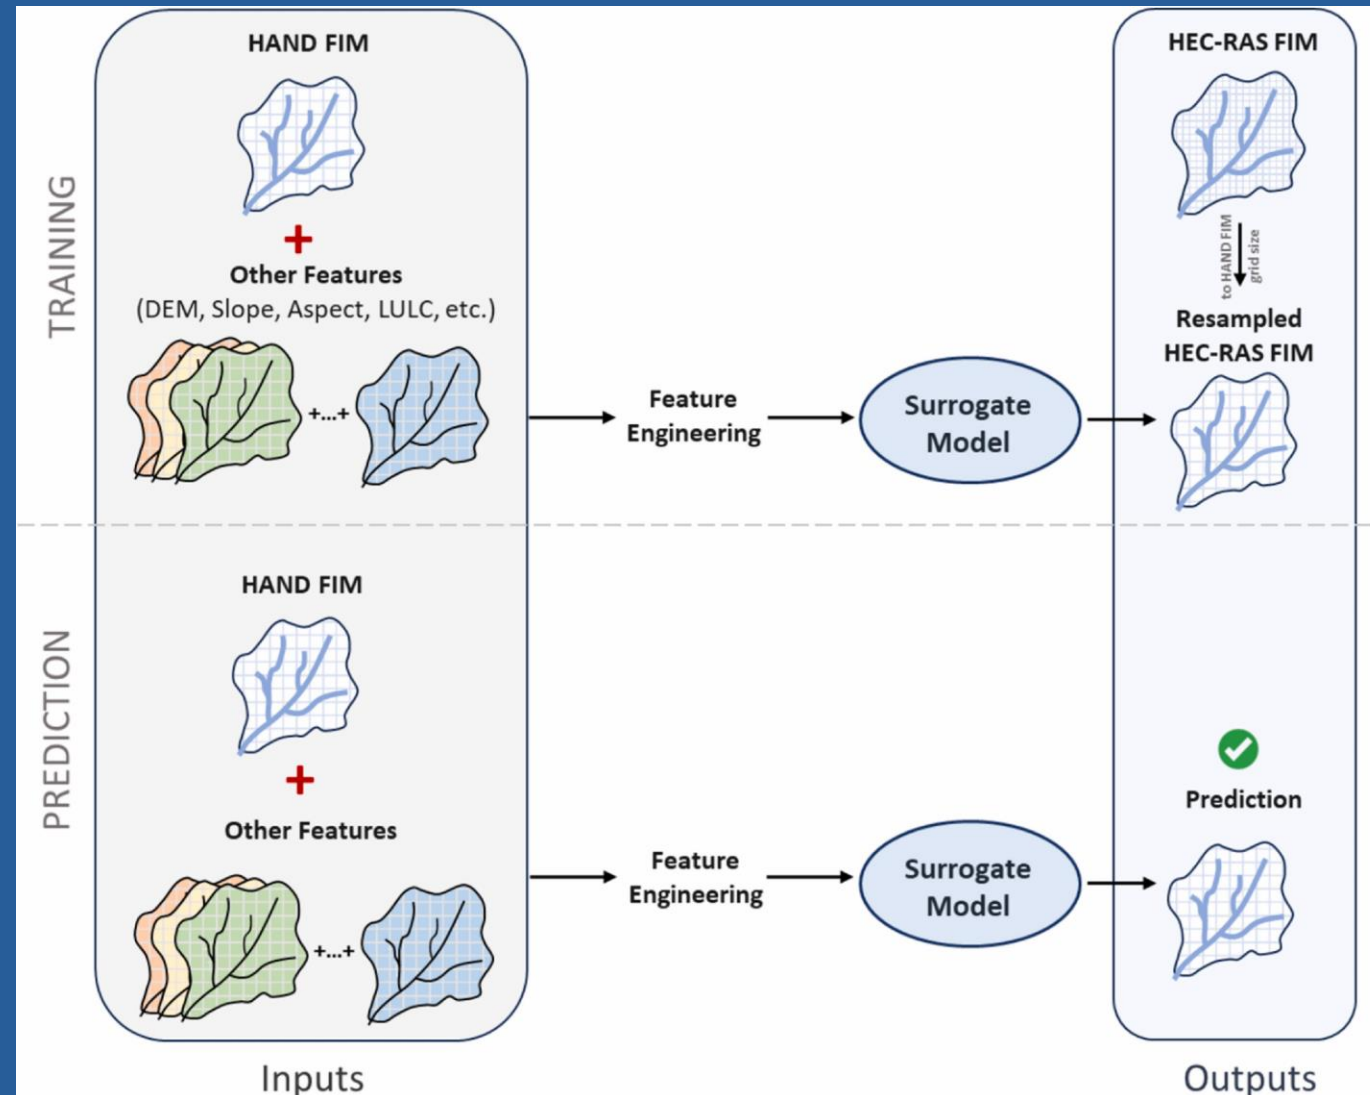 TRAINING
HAND FIM
+
Other Features
(DEM, Slope, Aspect, LULC, etc.)
+...+
Feature
Engineering
Surrogate
Model
HEC-RAS FIM
to HAND FIM
grid size
Resampled
HEC-RAS FIM
PREDICTION
HAND FIM
+
Other Features
+...+
Feature
Engineering
Surrogate
Model
Prediction
Inputs
Outputs